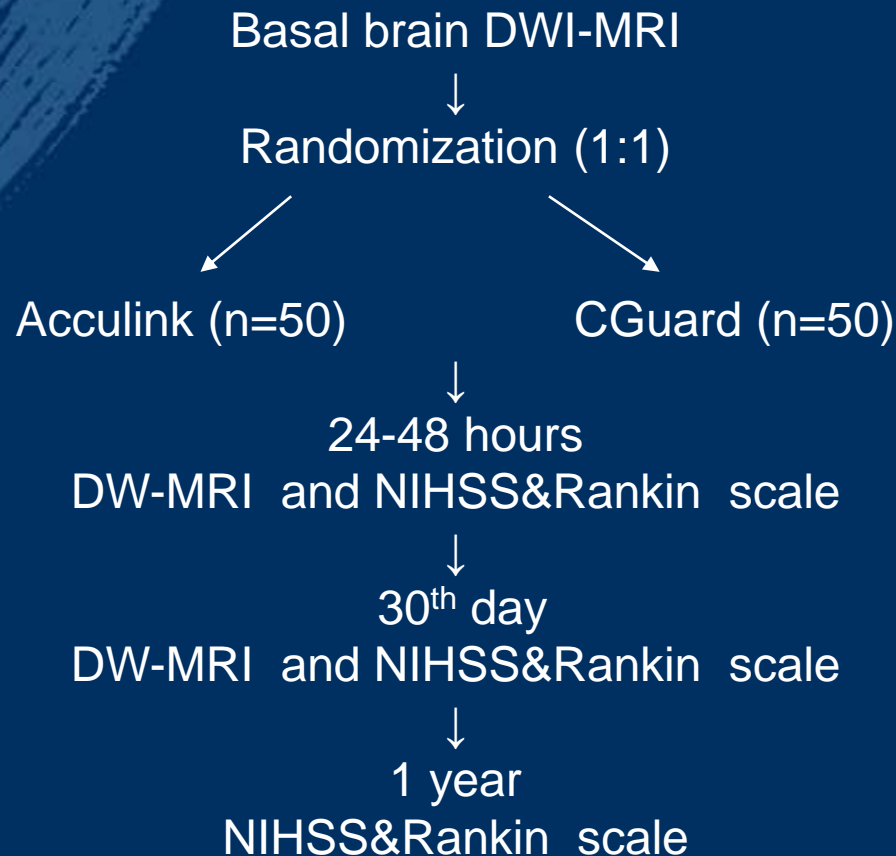 Basal brain DWI-MRI
↓
Randomization (1:1)
Acculink (n=50) CGuard (n=50)
↓
24-48 hours
DW-MRI and NIHSS&Rankin scale
↓
30th day
DW-MRI and NIHSS&Rankin scale
↓
1 year
NIHSS&Rankin scale